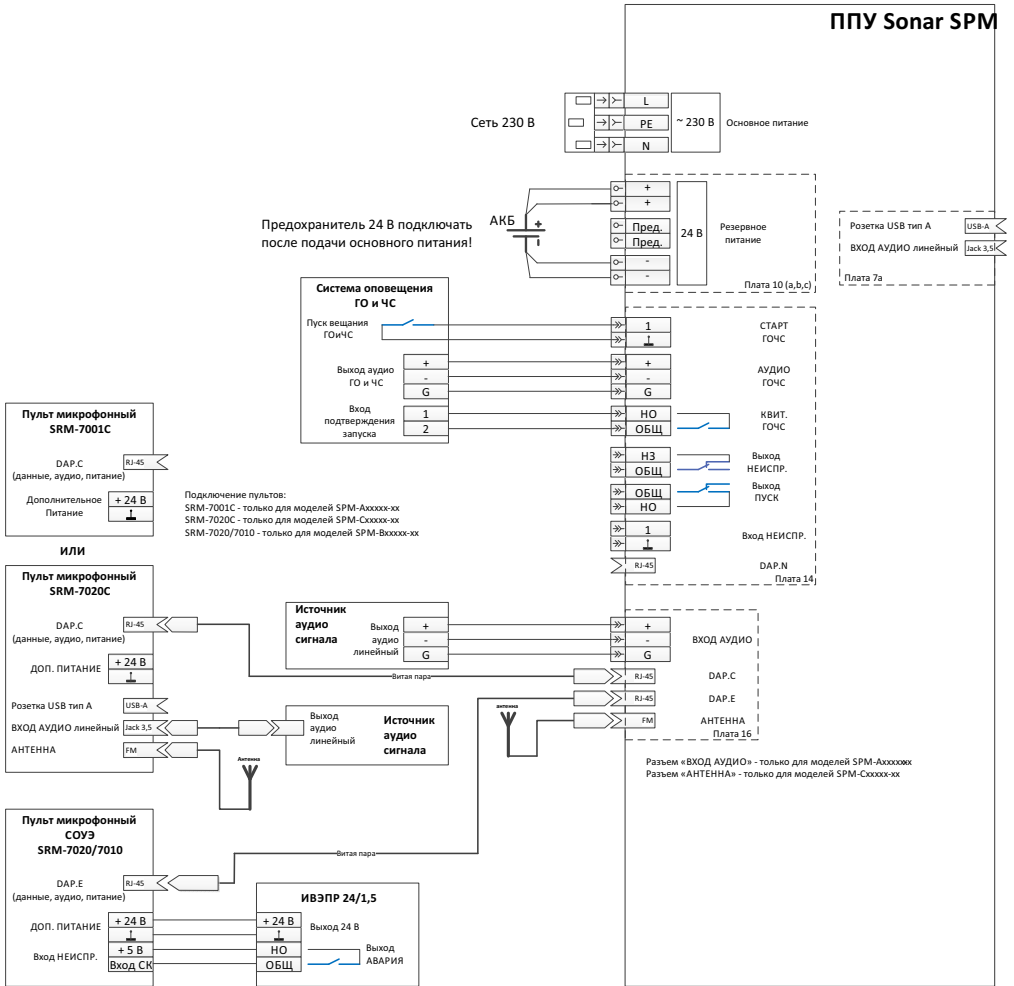 ППУ Sonar SPM
Сеть 230 В
L
PE
N
~ 230 В
Основное питание
Предохранитель 24 В подключать
после подачи основного питания!
АКБ
+
+
Пред.
Пред.
-
-
24 В
Резервное
питание
Плата 10 (a,b,c)
Розетка USB тип А
USB-A
ВХОД АУДИО линейный
Jack 3,5
Плата 7а
Система оповещения
ГО и ЧС
Пуск вещания
ГОиЧС
Выход аудио
ГО и ЧС
+
-
G
Вход
подтверждения
запуска
1
2
1
СТАРТ
ГОЧС
+
-
G
АУДИО
ГОЧС
НО
ОБЩ
КВИТ.
ГОЧС
НЗ
ОБЩ
Выход
НЕИСПР.
ОБЩ
НО
Выход
ПУСК
1
Вход НЕИСПР.
RJ-45
DAP.N
Плата 14
Пульт микрофонный
SRM-7001C
DAP.C
(данные, аудио, питание)
RJ-45
Дополнительное
Питание
+ 24 В
Подключение пультов:
SRM-7001C - только для моделей SPM-Axxxxx-xx
SRM-7020C - только для моделей SPM-Cxxxxx-xx
SRM-7020/7010 - только для моделей SPM-Bxxxxx-xx
ИЛИ
Пульт микрофонный
SRM-7020C
DAP.C
(данные, аудио, питание)
RJ-45
ДОП. ПИТАНИЕ
+ 24 В
Розетка USB тип А
USB-A
ВХОД АУДИО линейный
Jack 3,5
АНТЕННА
FM
Источник
аудио
сигнала
Выход
аудио
линейный
+
-
G
Витая пара
Выход
аудио
линейный
Источник
аудио
сигнала
Антенна
антенна
+
-
G
ВХОД АУДИО
RJ-45
DAP.C
RJ-45
DAP.E
FM
АНТЕННА
Плата 16
Разъем «ВХОД АУДИО» - только для моделей SPM-Axxxxx-xx
Разъем «АНТЕННА» - только для моделей SPM-Cxxxxx-xx
Пульт микрофонный
СОУЭ
SRM-7020/7010
Витая пара
DAP.E
(данные, аудио, питание)
RJ-45
ДОП. ПИТАНИЕ
+ 24 В
Вход НЕИСПР.
+ 5 В
Вход СК
ИВЭПР 24/1,5
+ 24 В
Выход 24 В
НО
ОБЩ
Выход
АВАРИЯ